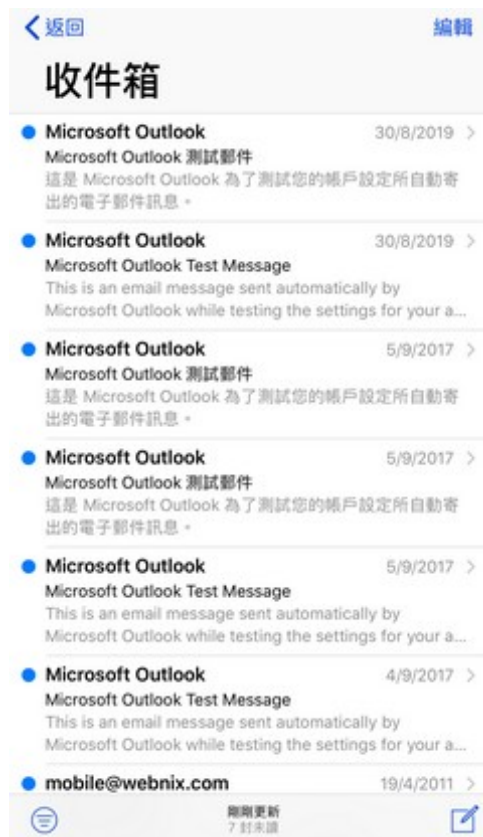 返回
編輯
收件箱
Microsoft Outlook 30/8/2019
Microsoft Outlook 測試郵件
這是 Microsoft Outlook 為了測試您的帳戶設定所自動寄
出的電子郵件訊息。
Microsoft Outlook 30/8/2019
Microsoft Outlook Test Message
This is an email message sent automatically by
Microsoft Outlook while testing the settings for your a...
Microsoft Outlook 5/9/2017
Microsoft Outlook 測試郵件
這是 Microsoft Outlook 為了測試您的帳戶設定所自動寄
出的電子郵件訊息。
Microsoft Outlook 5/9/2017
Microsoft Outlook 測試郵件
這是 Microsoft Outlook 為了測試您的帳戶設定所自動寄
出的電子郵件訊息。
Microsoft Outlook 5/9/2017
Microsoft Outlook Test Message
This is an email message sent automatically by
Microsoft Outlook while testing the settings for your a...
Microsoft Outlook 4/9/2017
Microsoft Outlook Test Message
This is an email message sent automatically by
Microsoft Outlook while testing the settings for your a...
mobile@webnix.com 19/4/2011
剛剛更新
7 封未讀